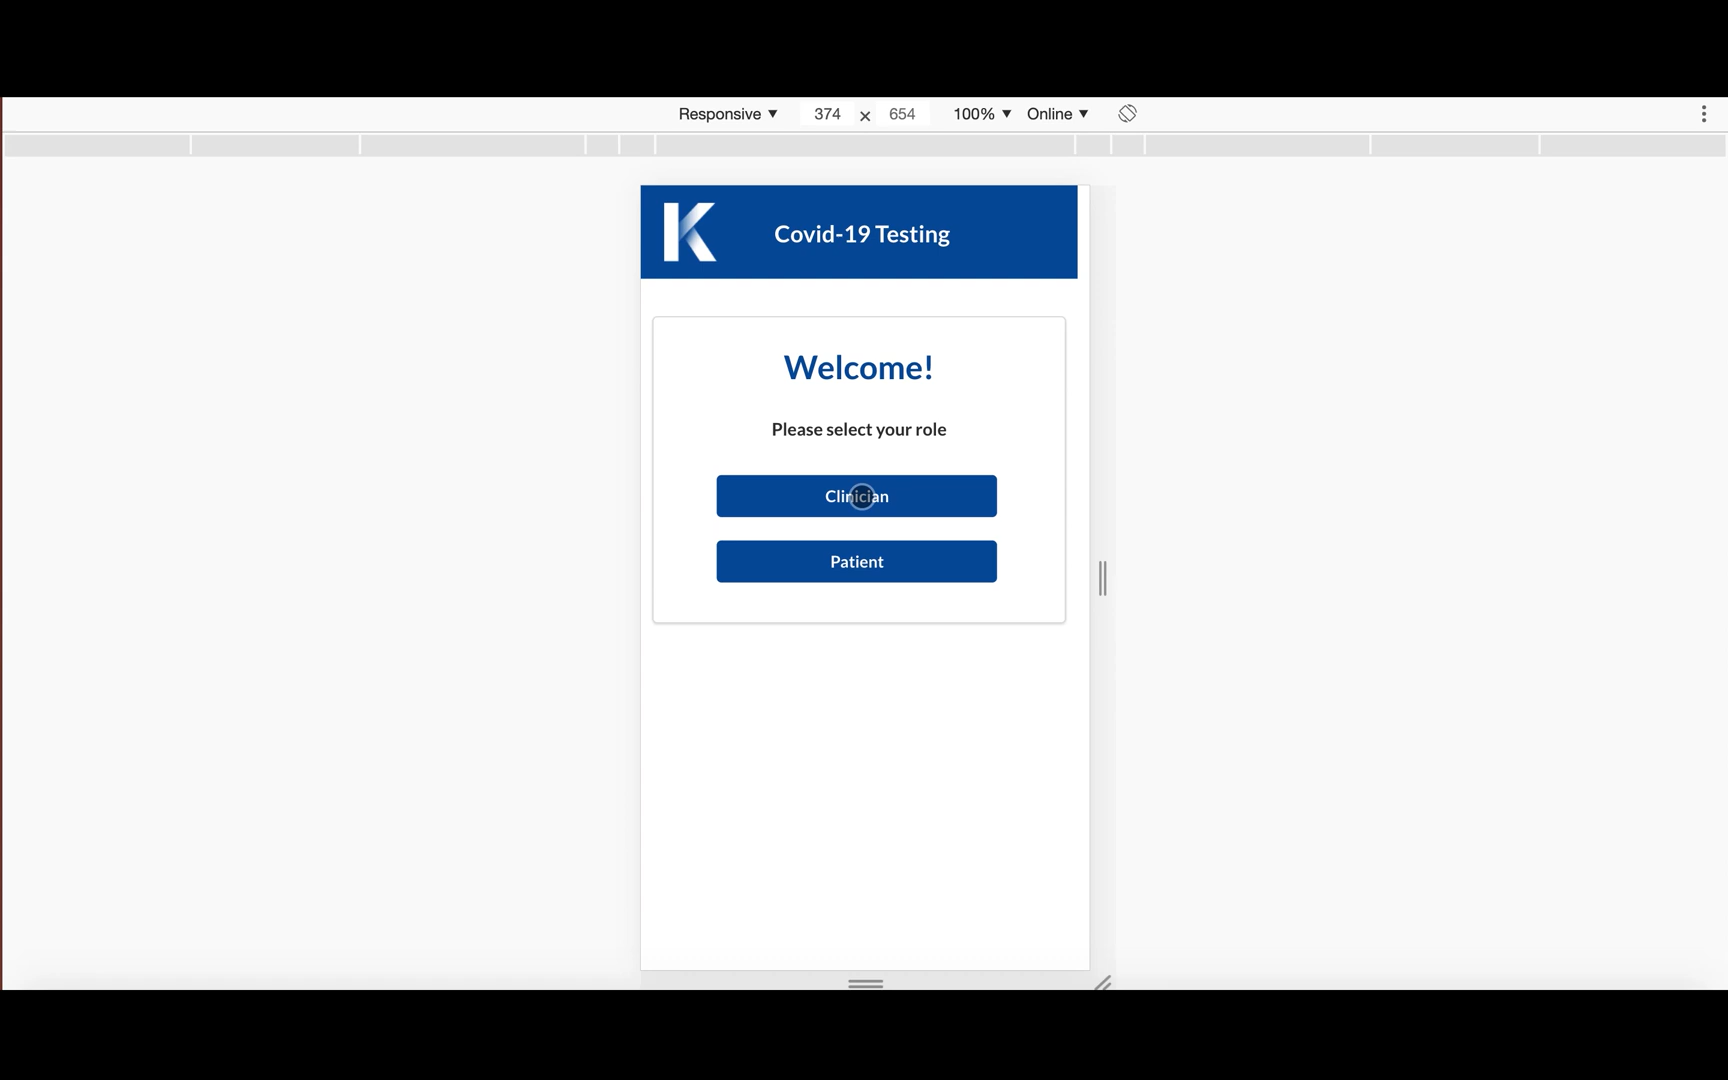 Responsive ▼ 374 × 654 100% ▼ Online ▼
K
Covid-19 Testing
Welcome!
Please select your role
Clinician
Patient